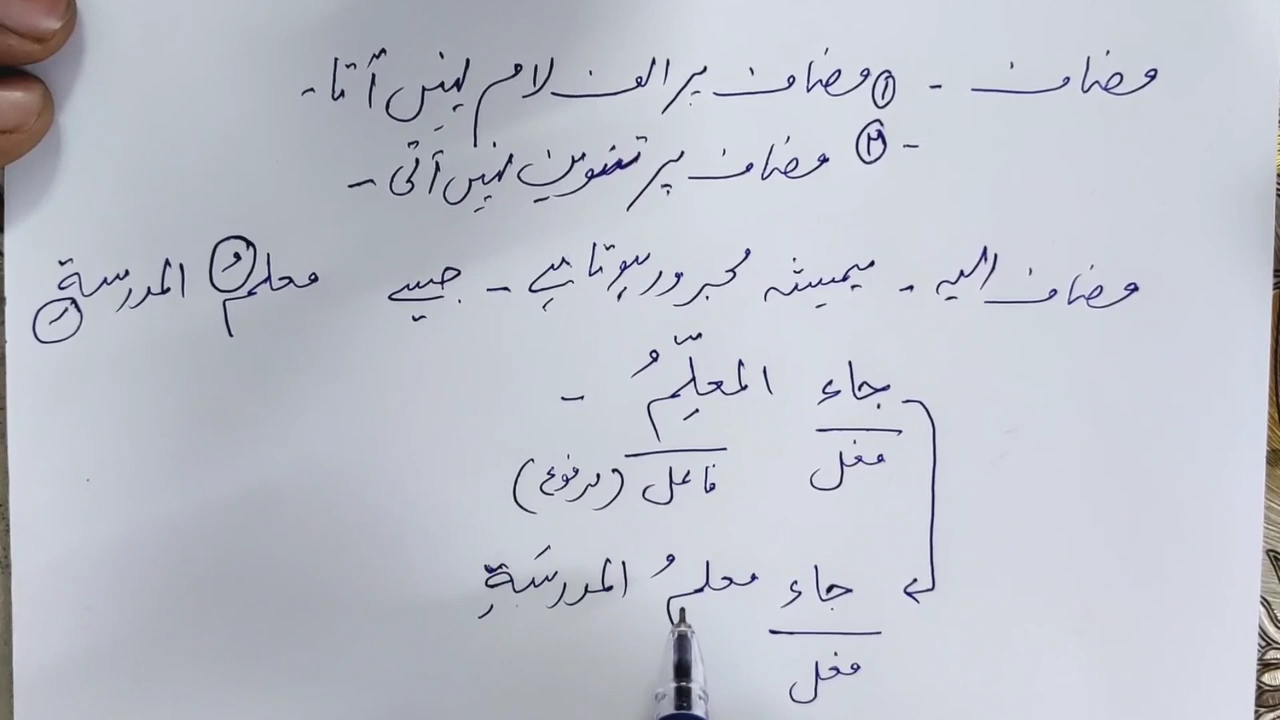 مضاف - ① مضاف پر الف لام نہیں آتا۔
- ② مضاف پر تنوین نہیں آتی۔
مضاف الیہ ۔ ہمیشہ مجرور ہوتا ہے ۔ جیسے معلمُ المدرسةِ
جاء المعلِّمُ ۔
فعل فاعل (مرفوع)
جاء معلمُ المدرسَةِ
فعل